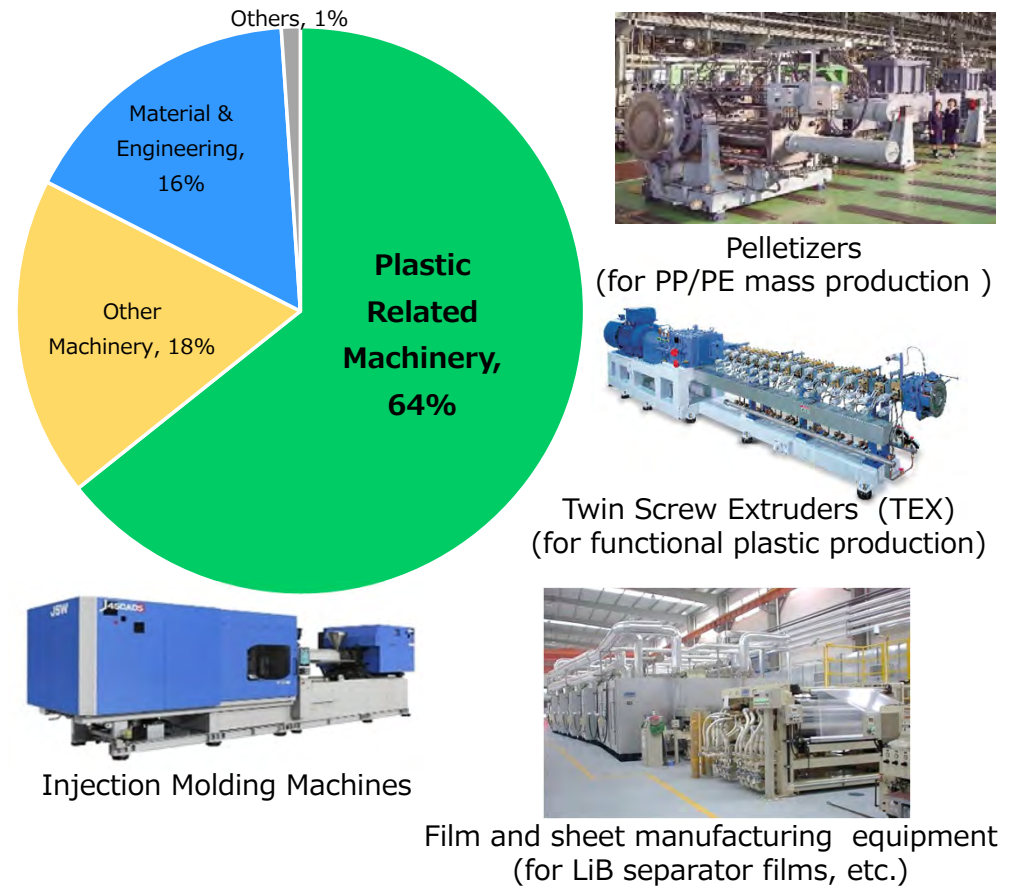 Others, 1%
Material &
Engineering,
16%
Other
Machinery, 18%
Plastic
Related
Machinery,
64%
Pelletizers
(for PP/PE mass production )
Twin Screw Extruders (TEX)
(for functional plastic production)
JSW
J450ADS
Injection Molding Machines
Film and sheet manufacturing equipment
(for LiB separator films, etc.)